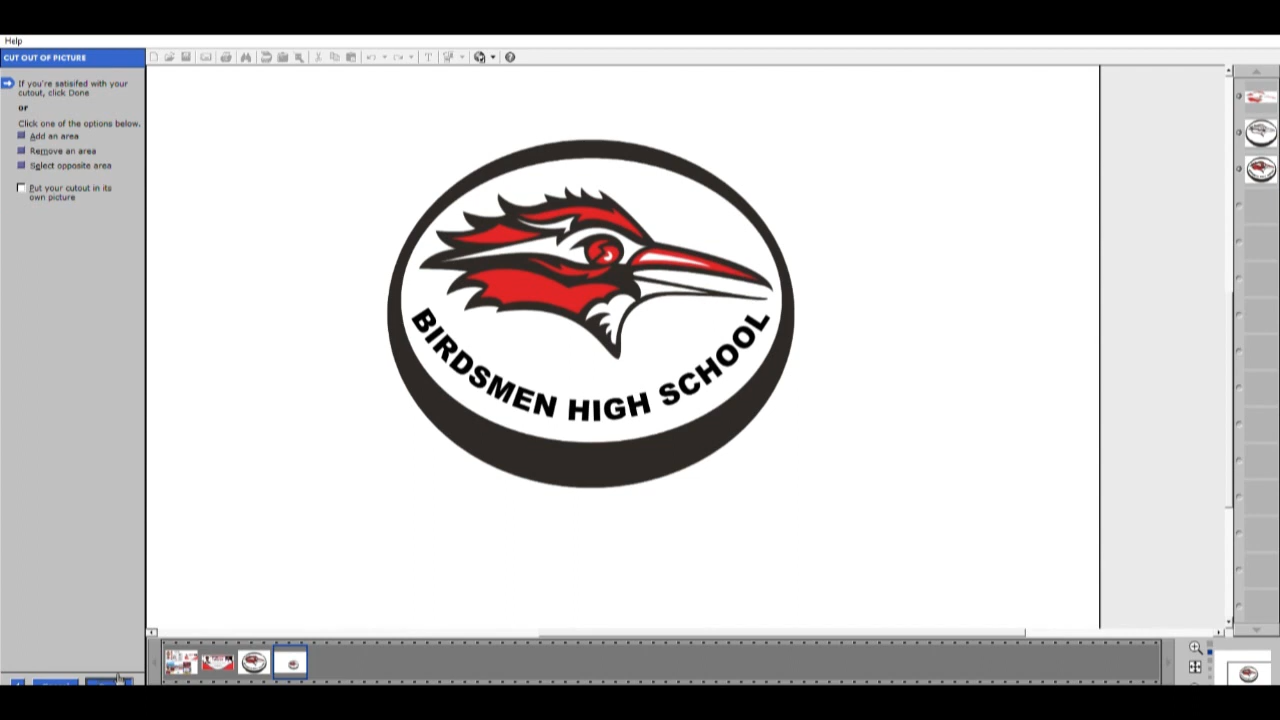 Help
CUT OUT OF PICTURE
If you're satisifed with your
cutout, click Done
or
Click one of the options below.
Add an area
Remove an area
Select opposite area
Put your cutout in its
own picture
BIRDSMEN HIGH SCHOOL